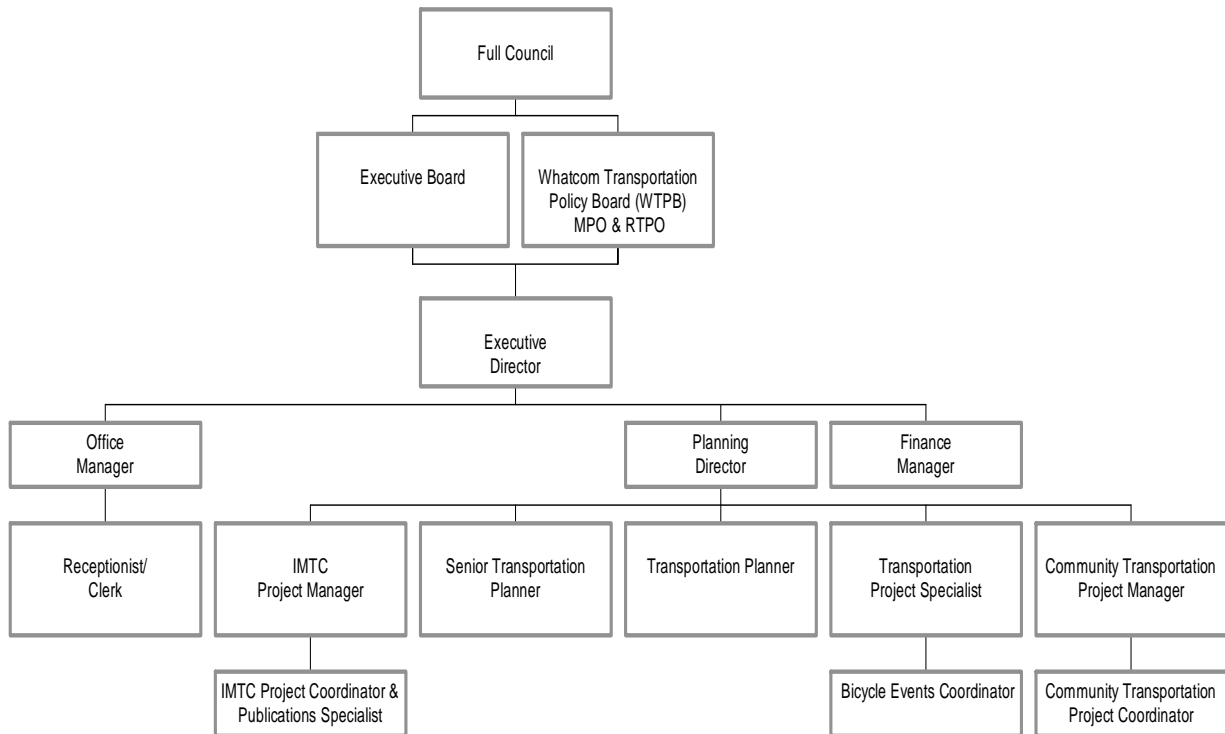 Full Council
Executive Board
Whatcom Transportation
Policy Board (WTPB)
MPO & RTPO
Executive
Director
Office
Manager
Planning
Director
Finance
Manager
Receptionist/
Clerk
IMTC
Project Manager
Senior Transportation
Planner
Transportation Planner
Transportation
Project Specialist
Community Transportation
Project Manager
IMTC Project Coordinator &
Publications Specialist
Bicycle Events Coordinator
Community Transportation
Project Coordinator